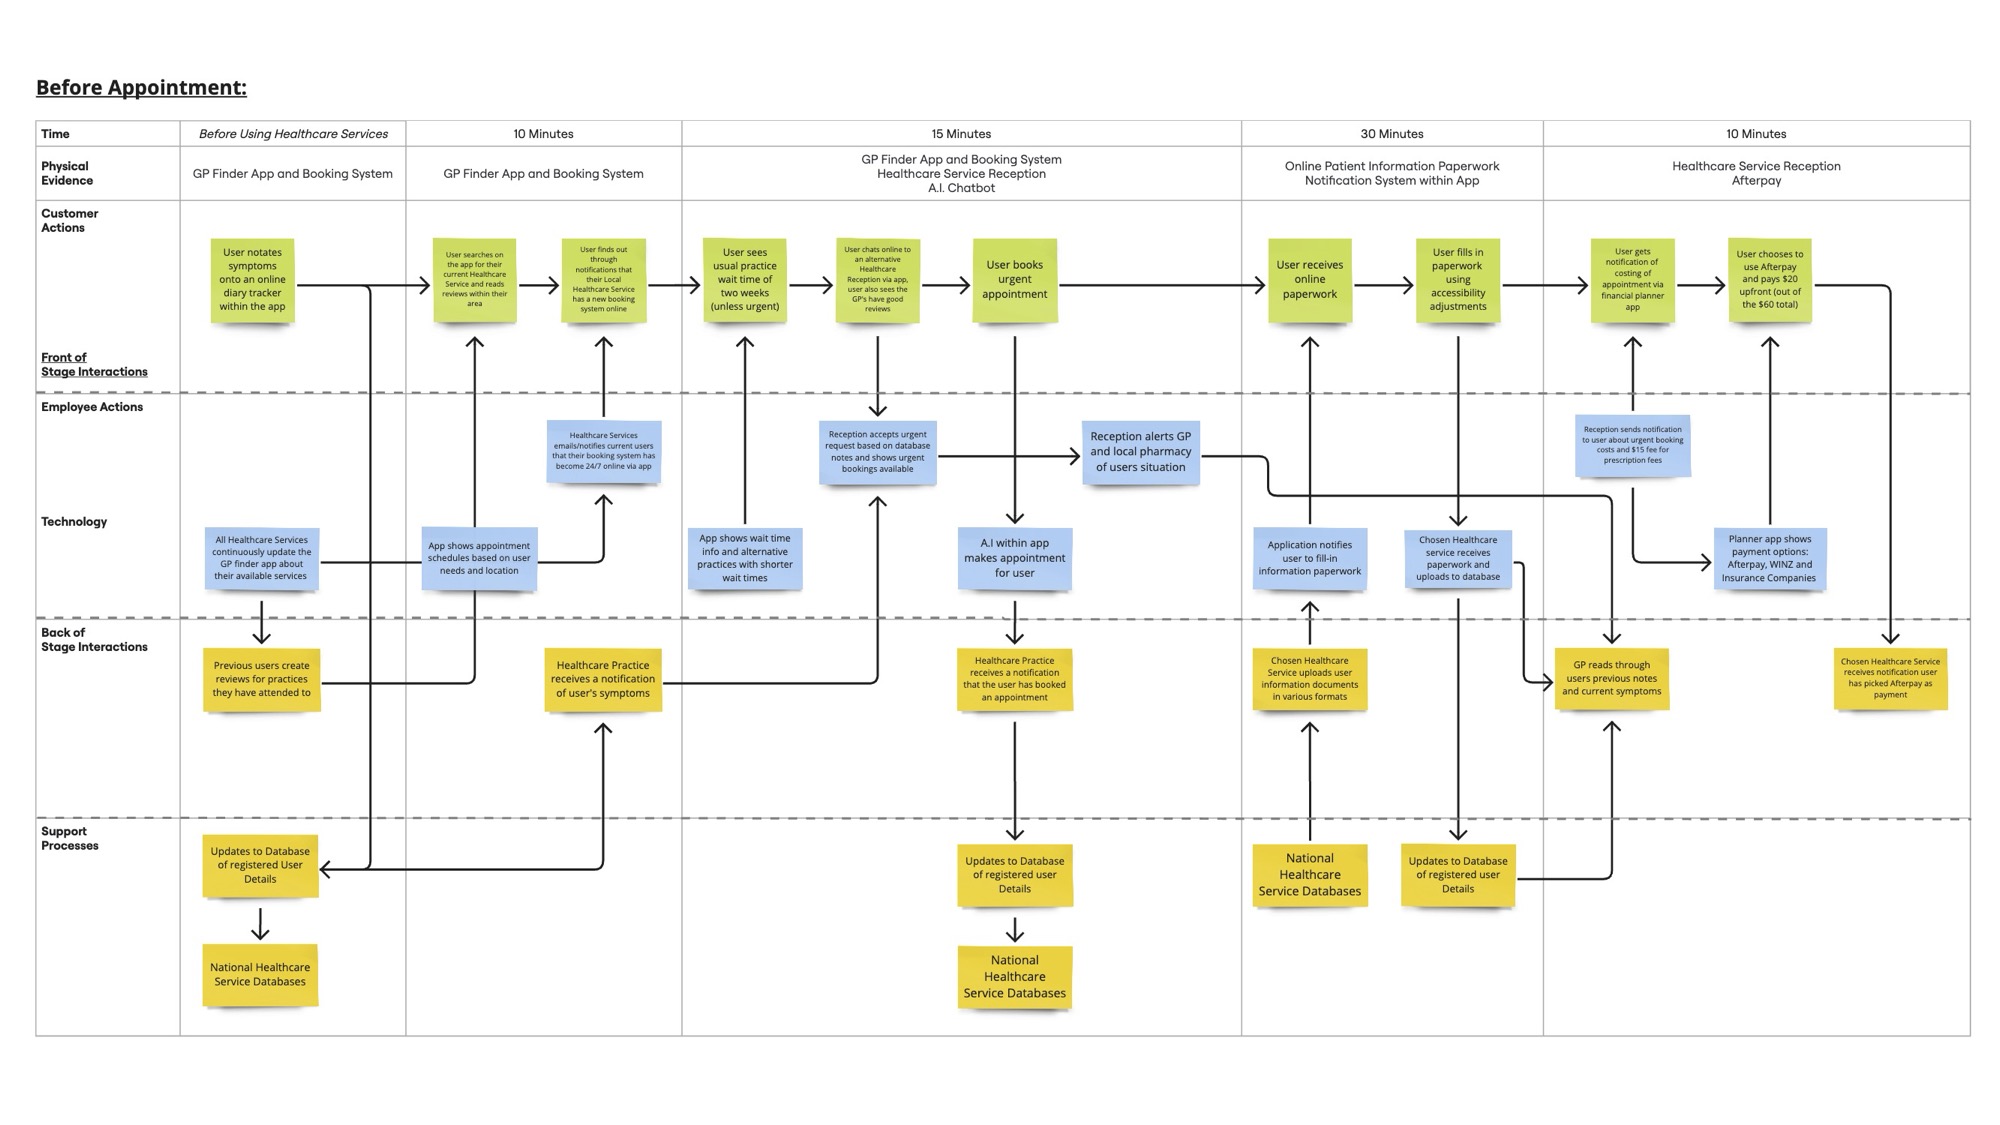 Before Appointment:
Time
Before Using Healthcare Services
10 Minutes
15 Minutes
30 Minutes
10 Minutes
Physical
Evidence
GP Finder App and Booking System
GP Finder App and Booking System
GP Finder App and Booking System
Healthcare Service Reception
A.I. Chatbot
Online Patient Information Paperwork
Notification System within App
Healthcare Service Reception
Afterpay
Customer
Actions
User notates
symptoms
onto an online
diary tracker
within the app
User searches on
the app for their
current Healthcare
Service and reads
reviews within their
area
User finds out
through
notifications that
their Local
Healthcare Service
has a new booking
system online
User sees
usual practice
wait time of
two weeks
(unless urgent)
User chats online to
an alternative
Healthcare
Reception via app,
user also sees the
GP's have good
reviews
User books
urgent
appointment
User receives
online
paperwork
User fills in
paperwork
using
accessibility
adjustments
User gets
notification of
costing of
appointment via
financial planner
app
User chooses to
use Afterpay
and pays $20
upfront (out of
the $60 total)
Front of
Stage Interactions
Employee Actions
Healthcare Services
emails/notifies current users
that their booking system has
become 24/7 online via app
Reception accepts urgent
request based on database
notes and shows urgent
bookings available
Reception alerts GP
and local pharmacy
of users situation
Reception sends notification
to user about urgent booking
costs and $15 fee for
prescription fees
Technology
All Healthcare Services
continuously update the
GP finder app about
their available services
App shows appointment
schedules based on user
needs and location
App shows wait time
info and alternative
practices with shorter
wait times
A.I within app
makes appointment
for user
Application notifies
user to fill-in
information paperwork
Chosen Healthcare
service receives
paperwork and
uploads to database
Planner app shows
payment options:
Afterpay, WINZ and
Insurance Companies
Back of
Stage Interactions
Previous users create
reviews for practices
they have attended to
Healthcare Practice
receives a notification
of user's symptoms
Healthcare Practice
receives a notification
that the user has booked
an appointment
Chosen Healthcare
Service uploads user
information documents
in various formats
GP reads through
users previous notes
and current symptoms
Chosen Healthcare Service
receives notification user
has picked Afterpay as
payment
Support
Processes
Updates to Database
of registered User
Details
Updates to Database
of registered user
Details
National
Healthcare
Service Databases
Updates to Database
of registered user
Details
National Healthcare
Service Databases
National
Healthcare
Service Databases